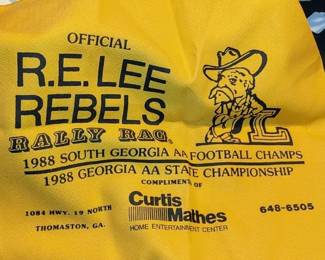 OFFICIAL
R.E. LEE
REBELS
RALLY RAG®
L
1988 SOUTH GEORGIA AA FOOTBALL CHAMPS
1988 GEORGIA AA STATE CHAMPIONSHIP
COMPLIMENTS OF
1084 HWY. 19 NORTH
THOMASTON, GA.
Curtis
Mathes
HOME ENTERTAINMENT CENTER
648-6505